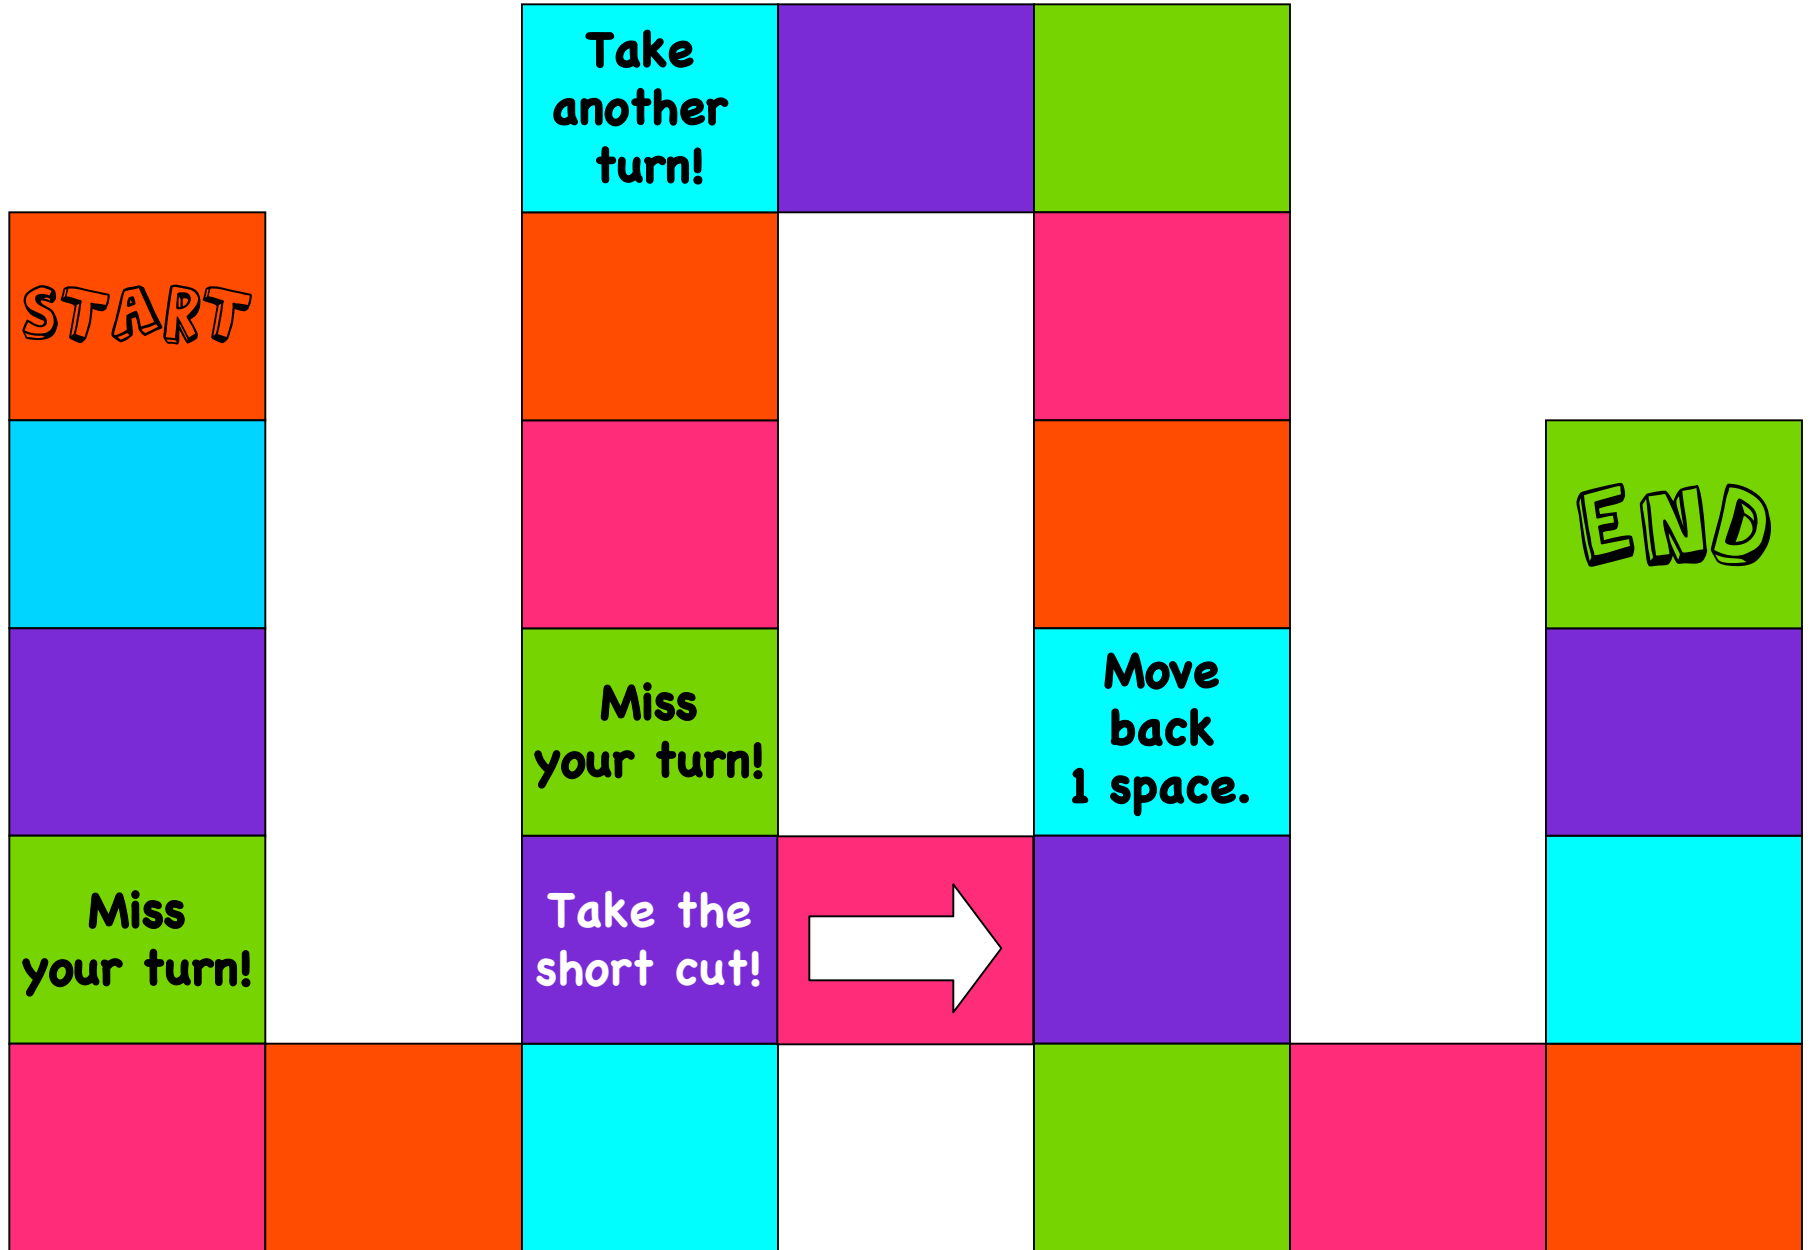 Take
another
turn!
START
END
Miss
your turn!
Move
back
1 space.
Miss
your turn!
Take the
short cut!